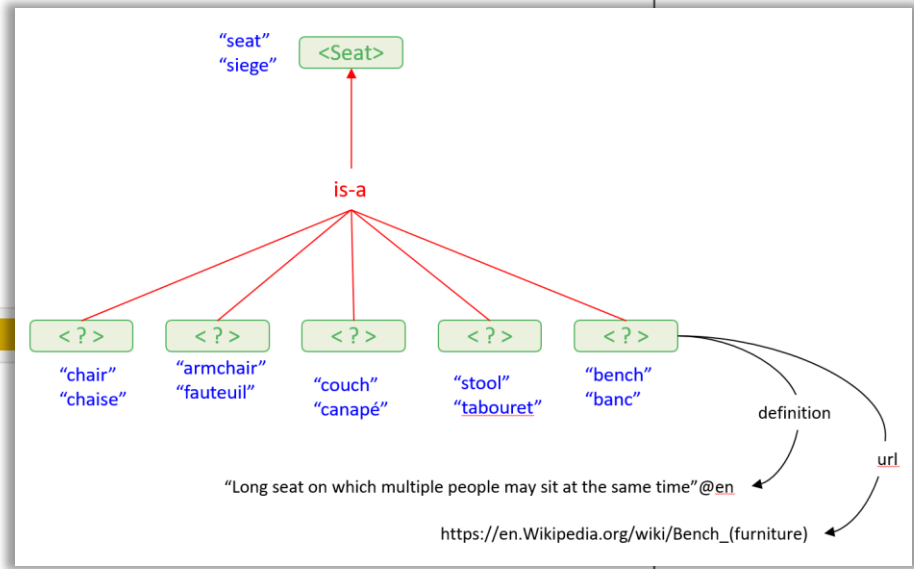 “seat”
“siege”
<Seat>
is-a
< ? >
< ? >
< ? >
< ? >
< ? >
“chair”
“chaise”
“armchair”
“fauteuil”
“couch”
“canapé”
“stool”
“tabouret”
“bench”
“banc”
definition
url
“Long seat on which multiple people may sit at the same time”@en
https://en.Wikipedia.org/wiki/Bench_(furniture)